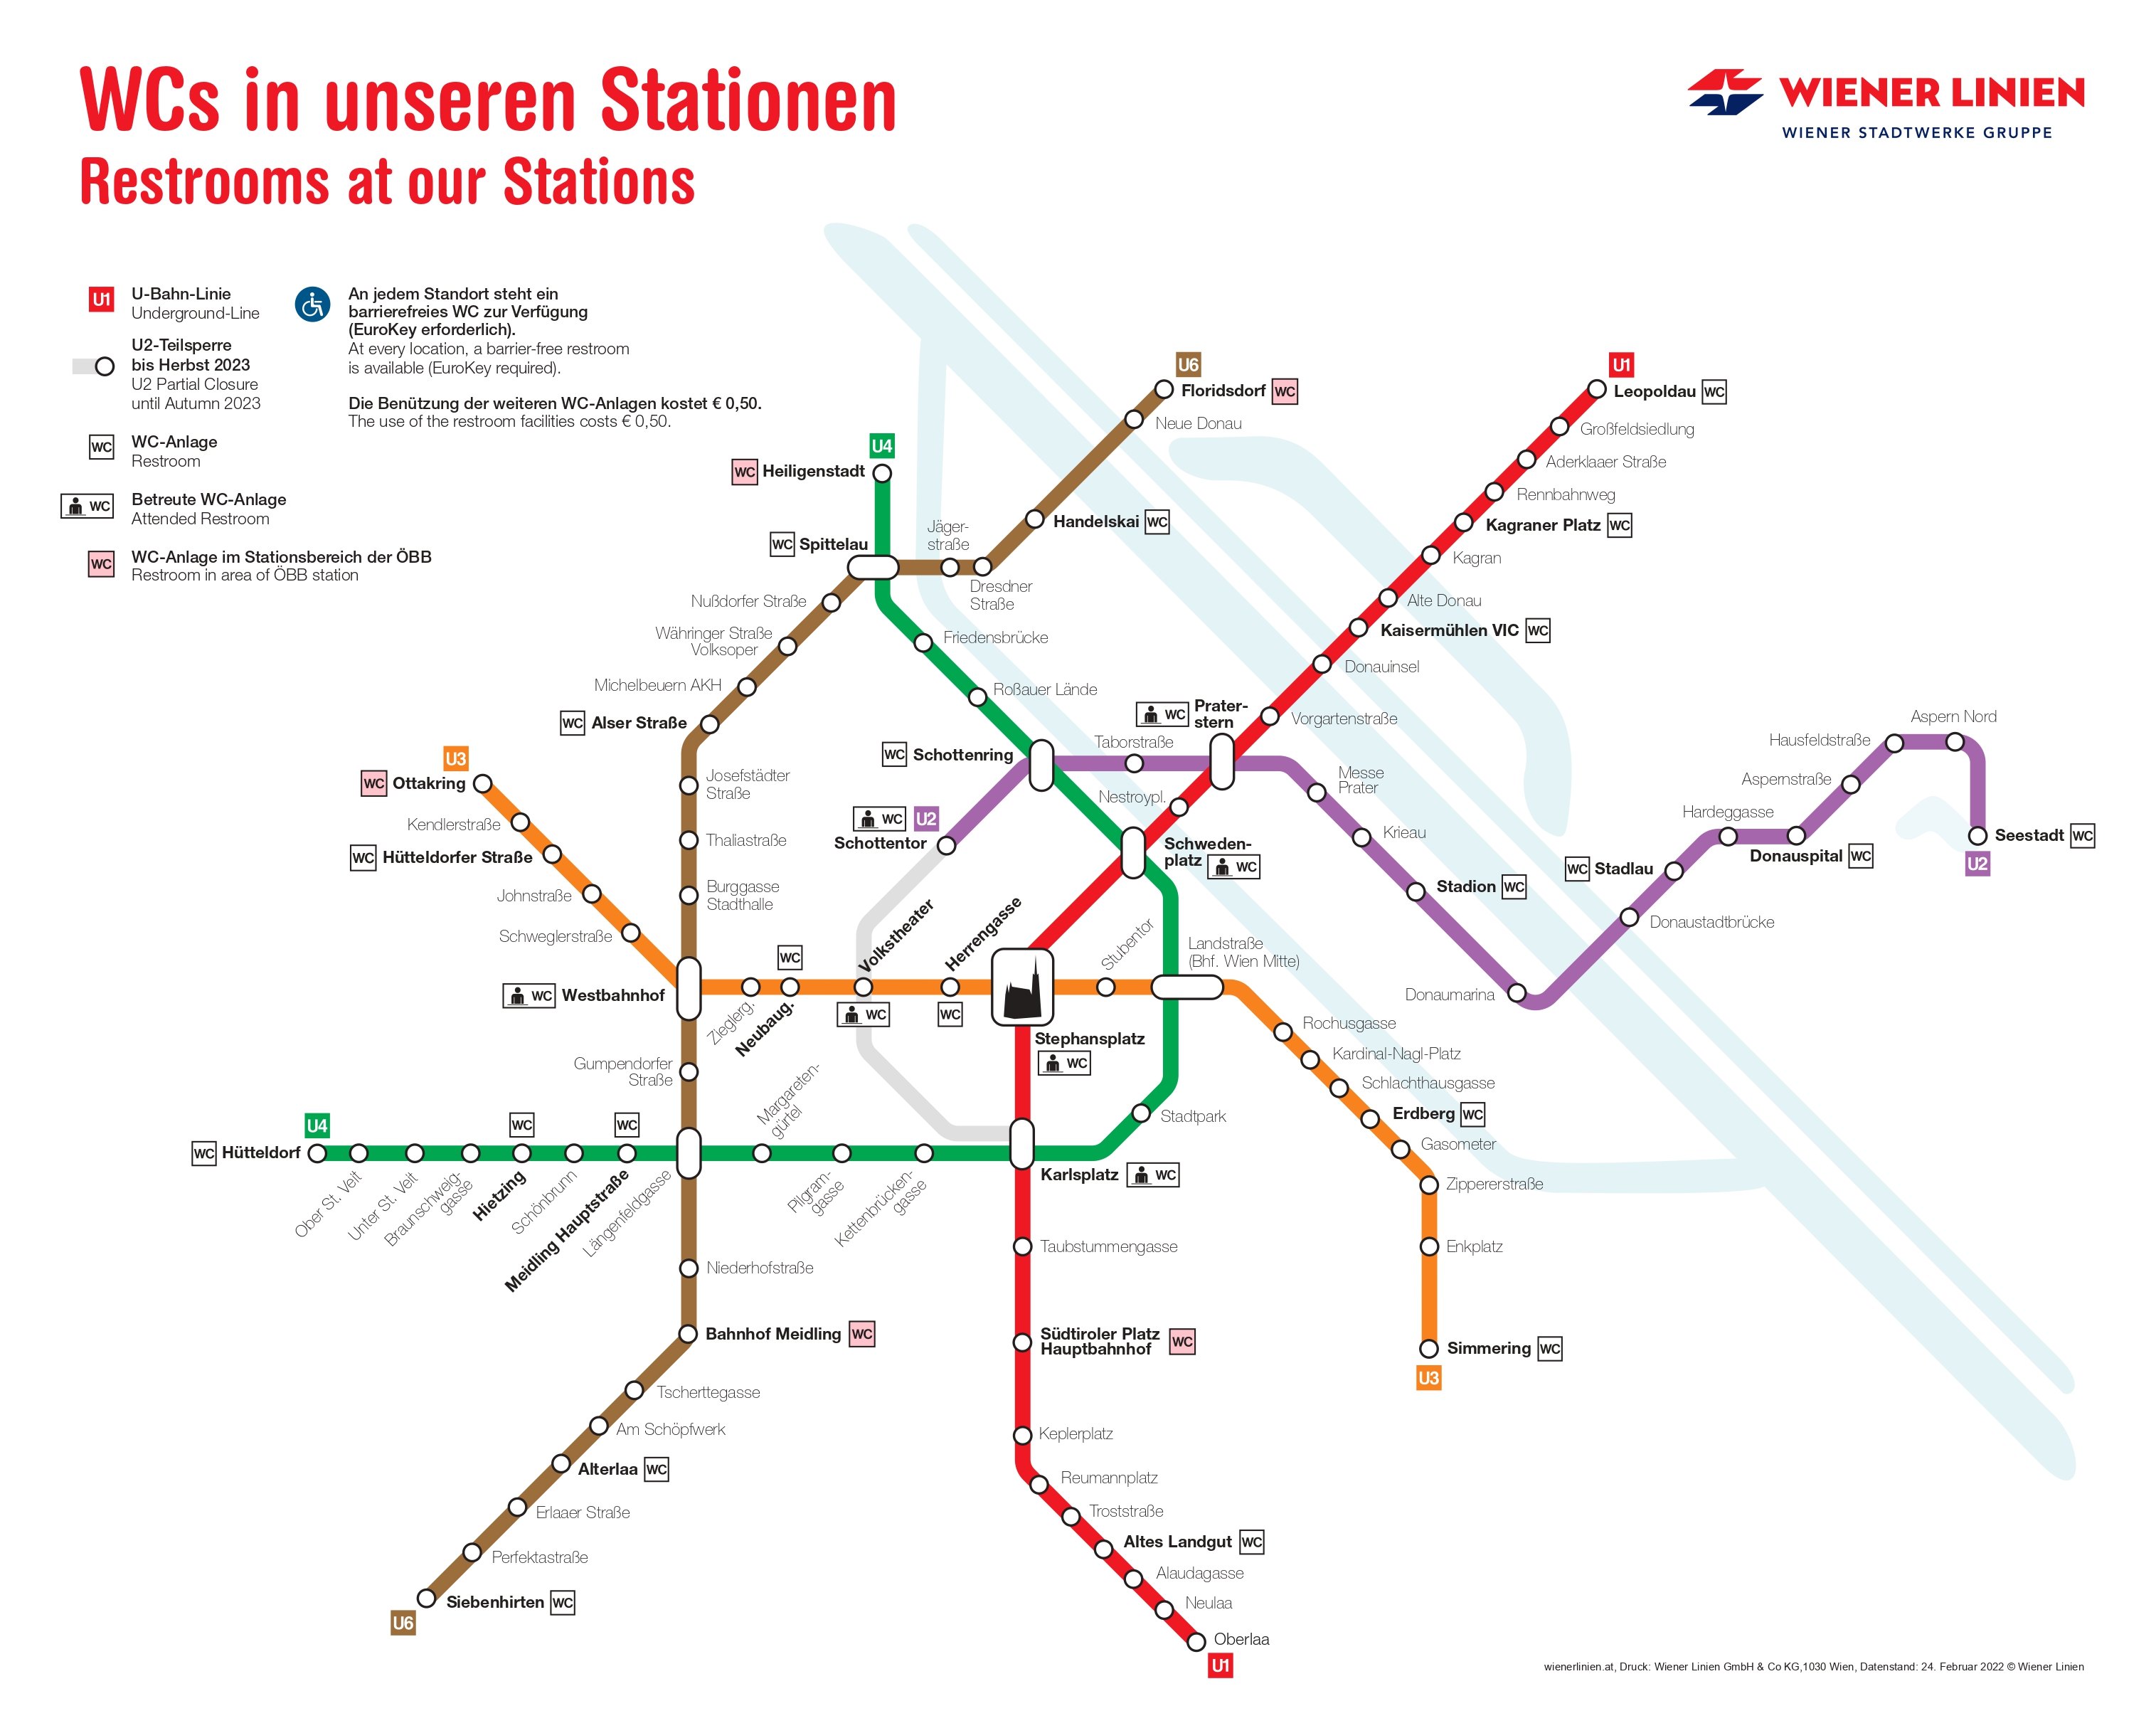 WCs in unseren Stationen
Restrooms at our Stations
WIENER LINIEN
WIENER STADTWERKE GRUPPE
U1
U-Bahn-Linie
Underground-Line
U2-Teilsperre
bis Herbst 2023
U2 Partial Closure
until Autumn 2023
WC
WC-Anlage
Restroom
WC
Betreute WC-Anlage
Attended Restroom
WC
WC-Anlage im Stationsbereich der ÖBB
Restroom in area of ÖBB station
An jedem Standort steht ein
barrierefreies WC zur Verfügung
(EuroKey erforderlich).
At every location, a barrier-free restroom
is available (EuroKey required).
Die Benützung der weiteren WC-Anlagen kostet € 0,50.
The use of the restroom facilities costs € 0,50.
U6
Floridsdorf WC
Neue Donau
Handelskai WC
Dresdner
Straße
Jäger-
straße
WC Spittelau
Nußdorfer Straße
Währinger Straße
Volksoper
Michelbeuern AKH
WC Alser Straße
Josefstädter
Straße
Thaliastraße
Burggasse
Stadthalle
WC Westbahnhof
Gumpendorfer
Straße
Längenfeldgasse
Niederhofstraße
Bahnhof Meidling WC
Tscherttegasse
Am Schöpfwerk
Alterlaa WC
Erlaaer Straße
Perfektastraße
Siebenhirten WC
U6
U4
WC Heiligenstadt
Friedensbrücke
Roßauer Lände
WC Schottenring
Schweden-
platz WC
Landstraße
(Bhf. Wien Mitte)
Stadtpark
Karlsplatz WC
Kettenbrücken-
gasse
Pilgram-
gasse
Margareten-
gürtel
WC
Meidling Hauptstraße
Schönbrunn
WC
Hietzing
Braunschweig-
gasse
Unter St. Veit
Ober St. Veit
U4
WC Hütteldorf
U1
Leopoldau WC
Großfeldsiedlung
Aderklaaer Straße
Rennbahnweg
Kagraner Platz WC
Kagran
Alte Donau
Kaisermühlen VIC WC
Donauinsel
Vorgartenstraße
WC Prater-
stern
Nestroypl.
Stephansplatz
WC
Taubstummengasse
Südtiroler Platz
Hauptbahnhof WC
Keplerplatz
Reumannplatz
Troststraße
Altes Landgut WC
Alaudagasse
Neulaa
Oberlaa
U1
U3
WC Ottakring
Kendlerstraße
WC Hütteldorfer Straße
Johnstraße
Schweglerstraße
Zieglerg.
WC
Neubaug.
Volkstheater
WC
Herrengasse
WC
Stubentor
Rochusgasse
Kardinal-Nagl-Platz
Schlachthausgasse
Erdberg WC
Gasometer
Zippererstraße
Enkplatz
Simmering WC
U3
WC U2
Schottentor
Taborstraße
Messe
Prater
Krieau
Stadion WC
Donaumarina
Donaustadtbrücke
WC Stadlau
Hardeggasse
Donauspital WC
Aspernstraße
Hausfeldstraße
Aspern Nord
Seestadt WC
U2
wienerlinien.at, Druck: Wiener Linien GmbH & Co KG,1030 Wien, Datenstand: 24. Februar 2022 © Wiener Linien